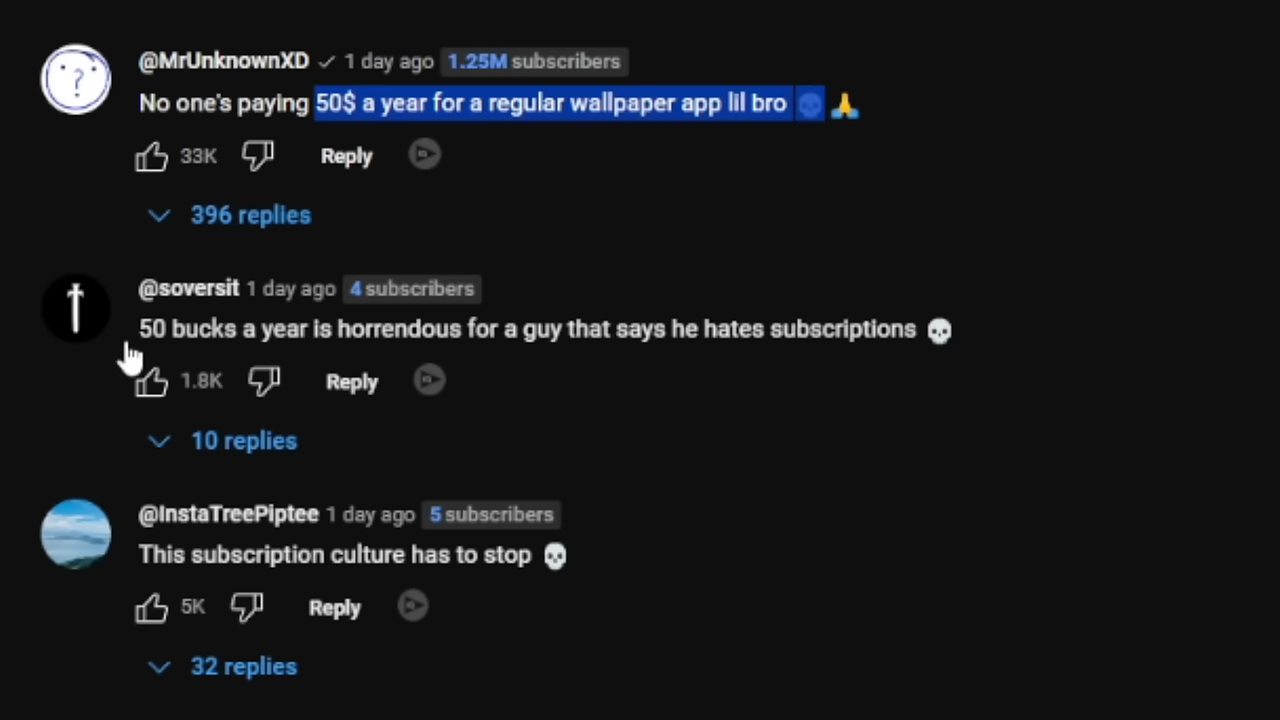 @MrUnknownXD ✓ 1 day ago 1.25M subscribers
No one's paying 50$ a year for a regular wallpaper app lil bro 💀 🙏
33K Reply
396 replies
@soversit 1 day ago 4 subscribers
50 bucks a year is horrendous for a guy that says he hates subscriptions 💀
1.8K Reply
10 replies
@InstaTreePiptee 1 day ago 5 subscribers
This subscription culture has to stop 💀
5K Reply
32 replies